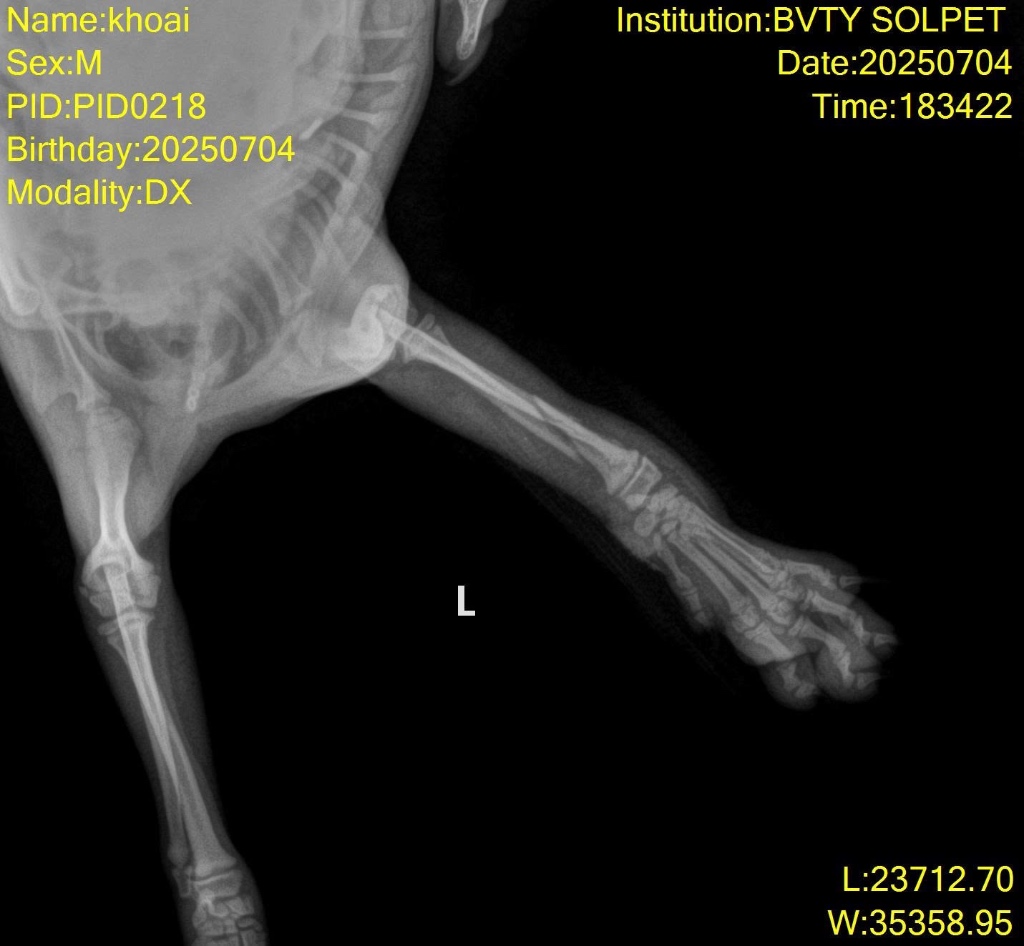 Name:khoai
Sex:M
PID:PID0218
Birthday:20250704
Modality:DX
Institution:BVTY SOLPET
Date:20250704
Time:183422
L
L:23712.70
W:35358.95